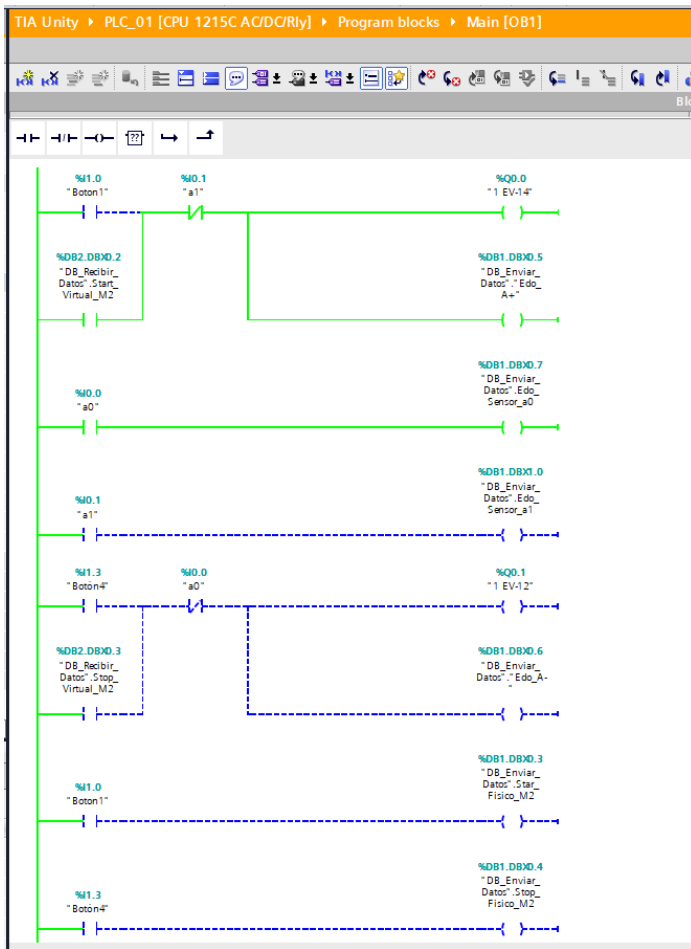 TIA Unity ▸ PLC_01 [CPU 1215C AC/DC/Rly] ▸ Program blocks ▸ Main [OB1]
Blo
??
%I1.0
"Boton1"
%I0.1
"a1"
%Q0.0
"1 EV-14"
%DB2.DBX0.2
"DB_Recibir_
Datos".Start_
Virtual_M2
%DB1.DBX0.5
"DB_Enviar_
Datos"."Edo_
A+"
%I0.0
"a0"
%DB1.DBX0.7
"DB_Enviar_
Datos".Edo_
Sensor_a0
%I0.1
"a1"
%DB1.DBX1.0
"DB_Enviar_
Datos".Edo_
Sensor_a1
%I1.3
"Botón4"
%I0.0
"a0"
%Q0.1
"1 EV-12"
%DB2.DBX0.3
"DB_Recibir_
Datos".Stop_
Virtual_M2
%DB1.DBX0.6
"DB_Enviar_
Datos"."Edo_A-
"
%I1.0
"Boton1"
%DB1.DBX0.3
"DB_Enviar_
Datos".Star_
Fisico_M2
%I1.3
"Botón4"
%DB1.DBX0.4
"DB_Enviar_
Datos".Stop_
Fisico_M2